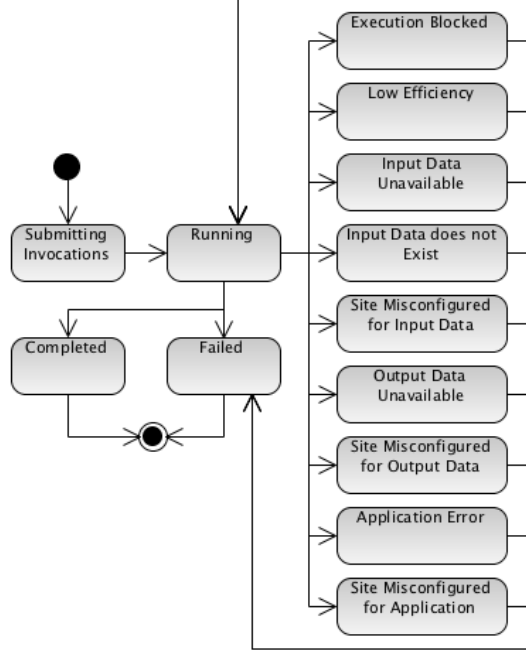 Execution Blocked
Low Efficiency
Input Data
Unavailable
Submitting
Invocations
Running
Input Data does not
Exist
Site Misconfigured
for Input Data
Completed
Failed
Output Data
Unavailable
Site Misconfigured
for Output Data
Application Error
Site Misconfigured
for Application